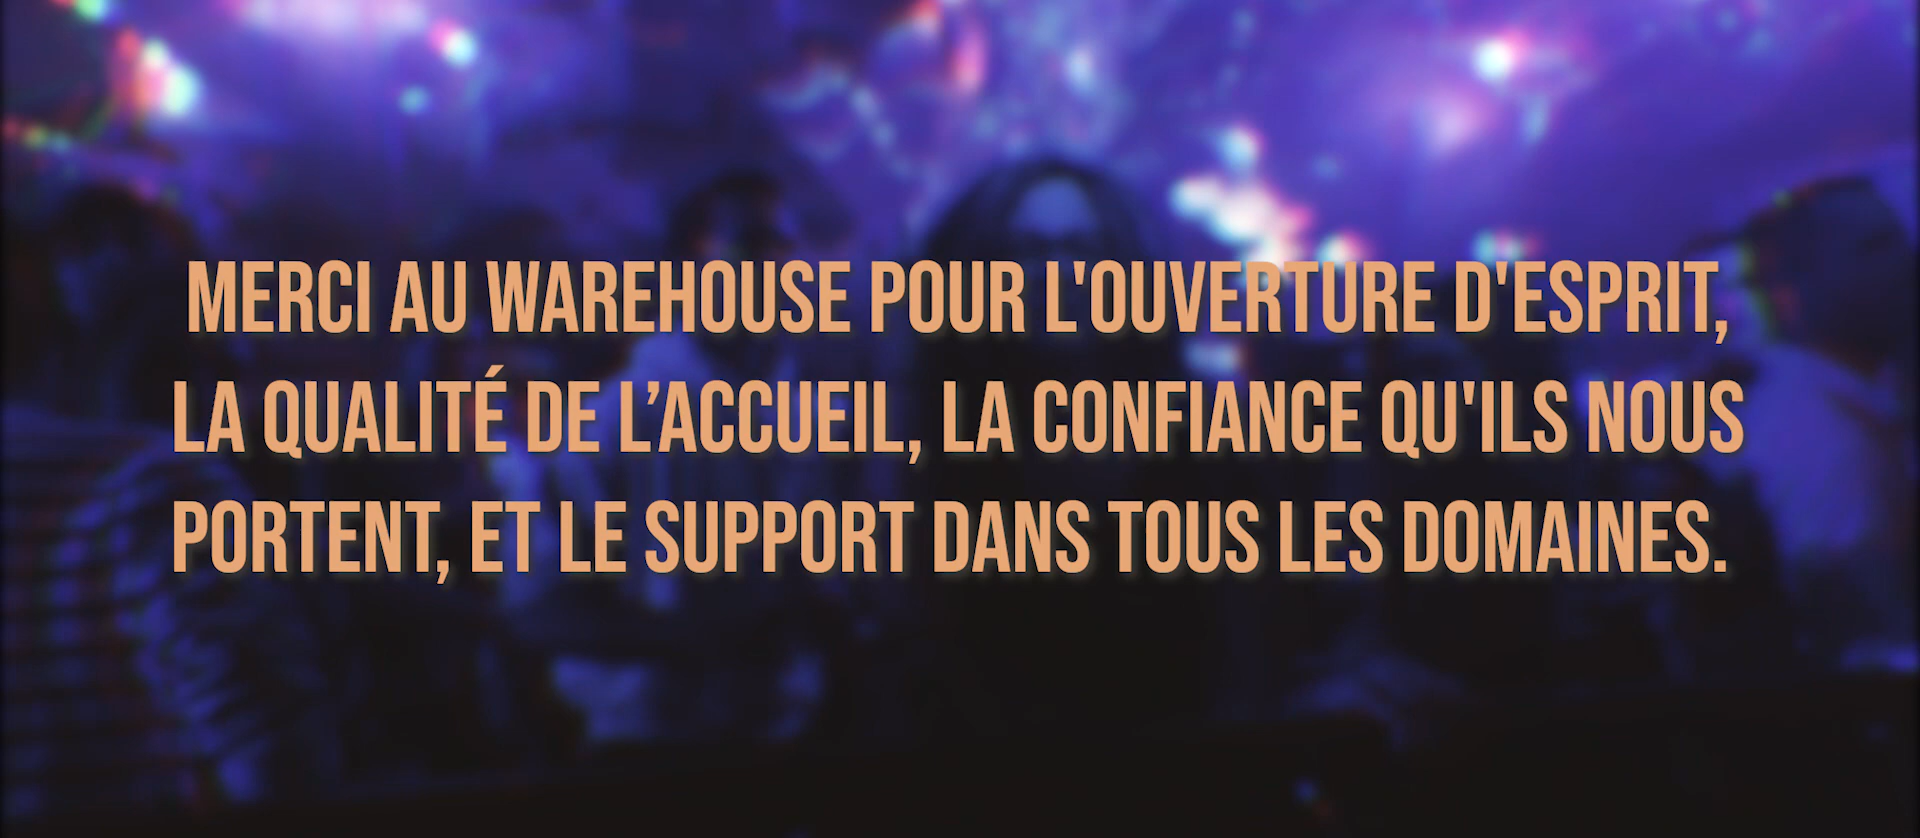 MERCI AU WAREHOUSE POUR L'OUVERTURE D'ESPRIT,
LA QUALITÉ DE L’ACCUEIL, LA CONFIANCE QU'ILS NOUS
PORTENT, ET LE SUPPORT DANS TOUS LES DOMAINES.